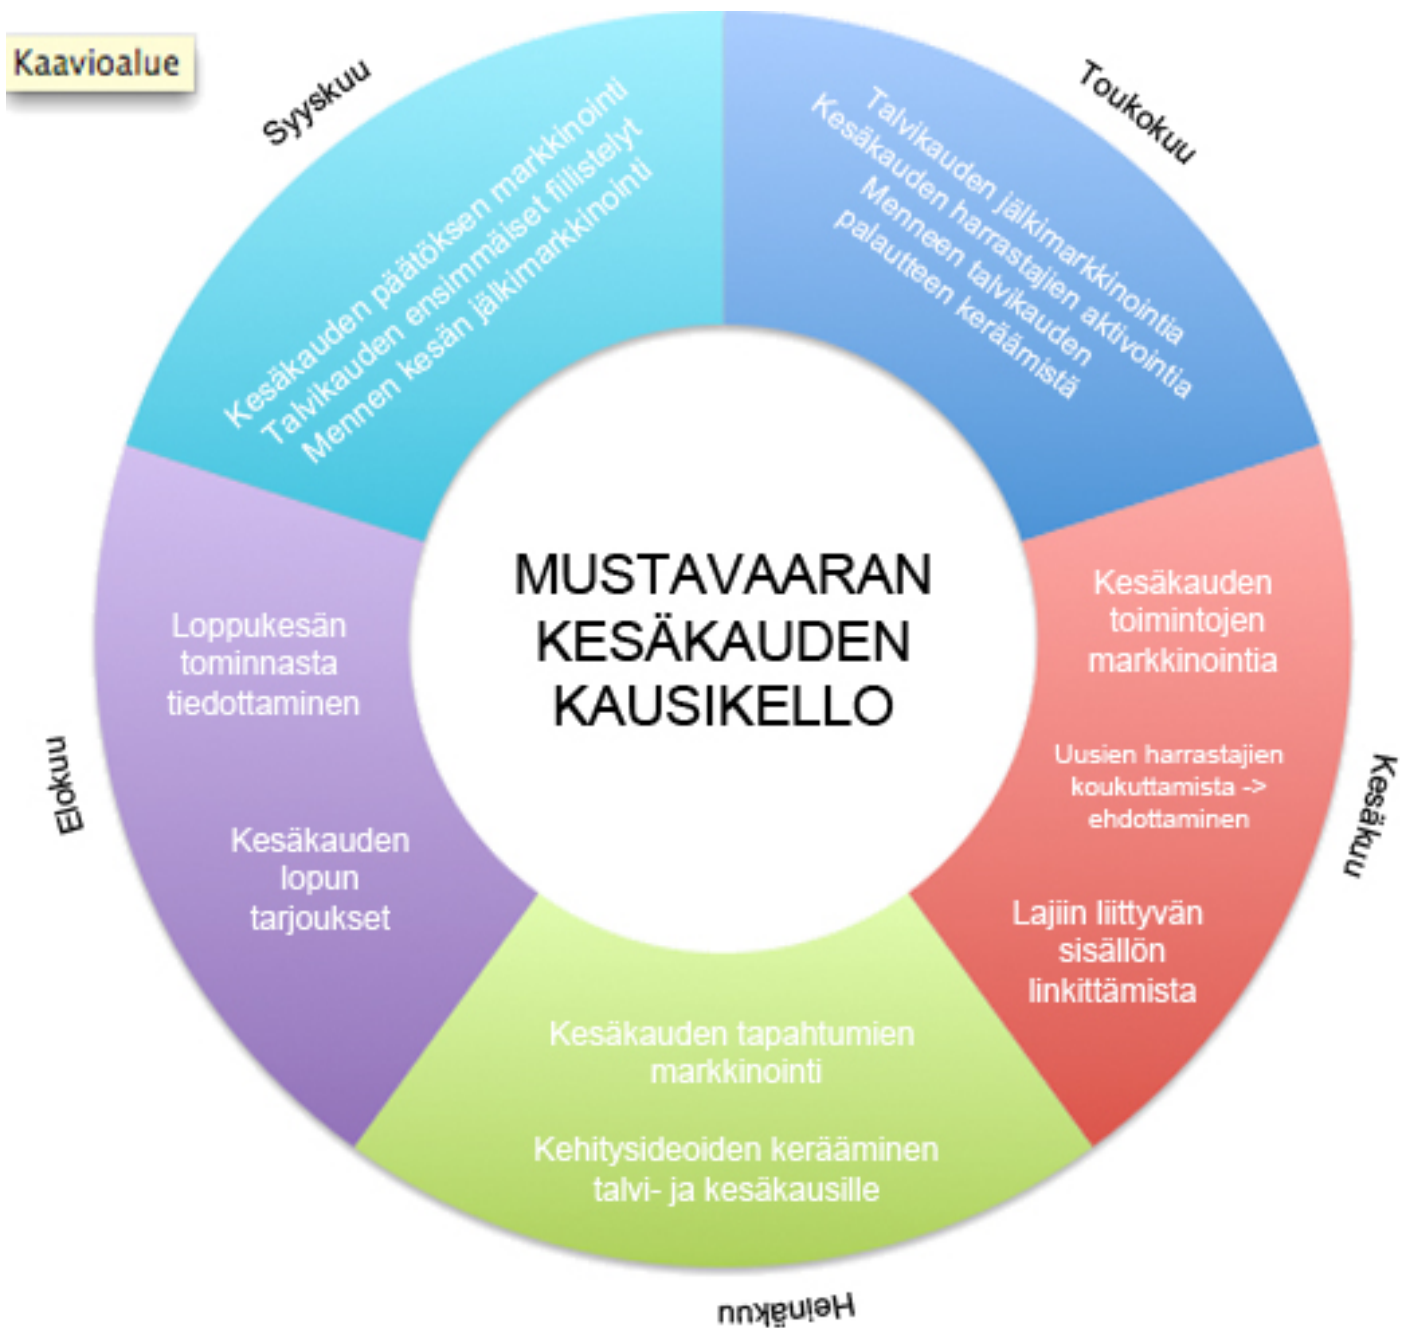 Kaavioalue
Syyskuu
Toukokuu
Kesäkauden päätöksen markkinointi
Talvikauden ensimmälset fiilistelyt
Mennen kesän jälkimarkkinointi
Talvikauden jälkimarkkinointia
Kesäkauden harrastajien aktivointia
Menneen talvikauden
palautteen keräämistä
MUSTAVAARAN
KESÄKAUDEN
KAUSIKELLO
Kesäkauden
toimintojen
markkinointia
Uusien harrastajien
koukuttamista ->
ehdottaminen
Lajiin liittyvän
sisällön
linkittämista
Kesäkuu
Kesäkauden tapahtumien
markkinointi
Kehitysideoiden kerääminen
talvi- ja kesäkausille
Heinäkuu
Loppukesän
tominnasta
tiedottaminen
Kesäkauden
lopun
tarjoukset
Elokuu